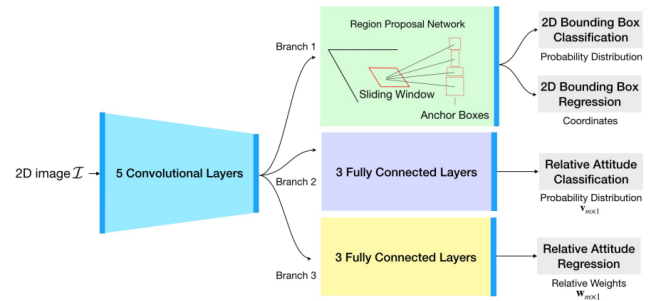 Region Proposal Network
Branch 1
Sliding Window
Anchor Boxes
2D Bounding Box
Classification
Probability Distribution
2D Bounding Box
Regression
Coordinates
2D image ℐ
5 Convolutional Layers
Branch 2
3 Fully Connected Layers
Relative Attitude
Classification
Probability Distribution
v_{m×1}
Branch 3
3 Fully Connected Layers
Relative Attitude
Regression
Relative Weights
w_{m×1}